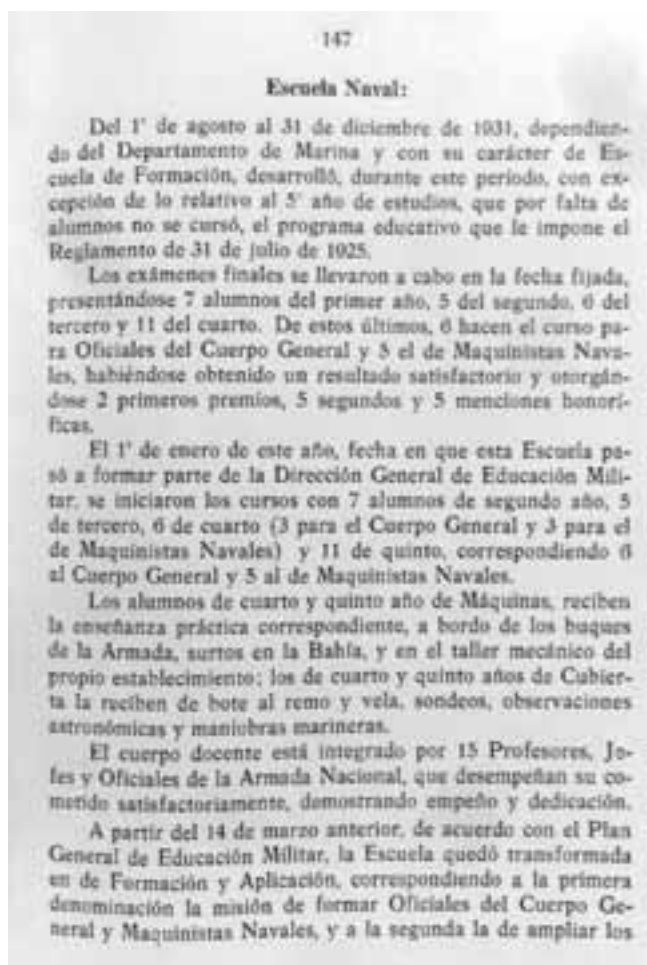 147
Escuela Naval:
Del 1° de agosto al 31 de diciembre de 1931, dependien-
do del Departamento de Marina y con su carácter de Es-
cuela de Formación, desarrolló, durante este período, con ex-
cepción de lo relativo al 5° año de estudios, que por falta de
alumnos no se cursó, el programa educativo que le impone el
Reglamento de 31 de julio de 1925.
Los exámenes finales se llevaron a cabo en la fecha fijada,
presentándose 7 alumnos del primer año, 5 del segundo, 6 del
tercero y 11 del cuarto. De estos últimos, 6 hacen el curso pa-
ra Oficiales del Cuerpo General y 5 el de Maquinistas Nava-
les, habiéndose obtenido un resultado satisfactorio y otorgán-
dose 2 primeros premios, 5 segundos y 5 menciones honorí-
ficas.
El 1° de enero de este año, fecha en que esta Escuela pa-
só a formar parte de la Dirección General de Educación Mili-
tar, se iniciaron los cursos con 7 alumnos de segundo año, 5
de tercero, 6 de cuarto (3 para el Cuerpo General y 3 para el
de Maquinistas Navales) y 11 de quinto, correspondiendo 6
al Cuerpo General y 5 al de Maquinistas Navales.
Los alumnos de cuarto y quinto año de Máquinas, reciben
la enseñanza práctica correspondiente, a bordo de los buques
de la Armada, surtos en la Bahía, y en el taller mecánico del
propio establecimiento; los de cuarto y quinto años de Cubier-
ta la reciben de bote al remo y vela, sondeos, observaciones
astronómicas y maniobras marineras.
El cuerpo docente está integrado por 15 Profesores, Je-
fes y Oficiales de la Armada Nacional, que desempeñan su co-
metido satisfactoriamente, demostrando empeño y dedicación.
A partir del 14 de marzo anterior, de acuerdo con el Plan
General de Educación Militar, la Escuela quedó transformada
en de Formación y Aplicación, correspondiendo a la primera
denominación la misión de formar Oficiales del Cuerpo Ge-
neral y Maquinistas Navales, y a la segunda la de ampliar los